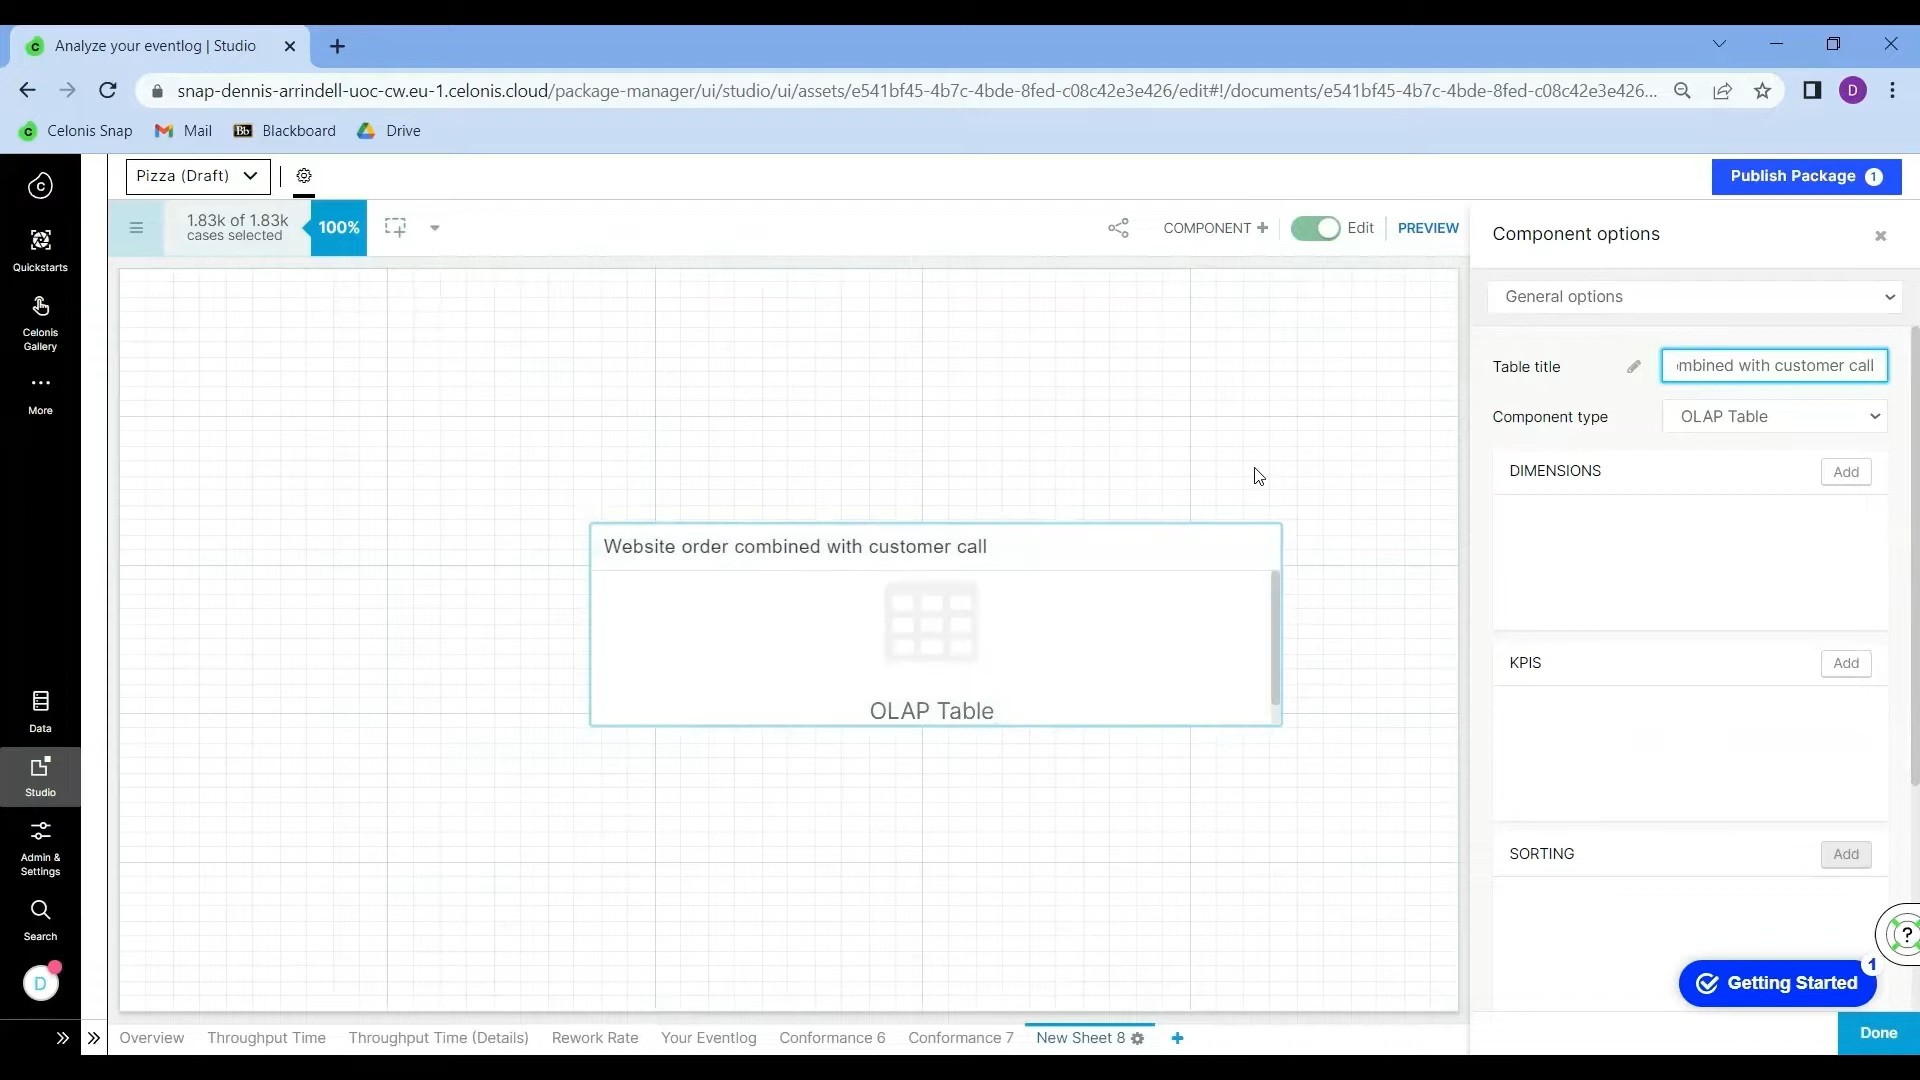 Analyze your eventlog | Studio
snap-dennis-arrindell-uoc-cw.eu-1.celonis.cloud/package-manager/ui/studio/ui/assets/e541bf45-4b7c-4bde-8fed-c08c42e3e426/edit#!/documents/e541bf45-4b7c-4bde-8fed-c08c42e3e426...
D
Celonis Snap
Mail
Bb
Blackboard
Drive
Pizza (Draft)
Publish Package 1
1.83k of 1.83k
cases selected
100%
COMPONENT
Edit
PREVIEW
Component options
General options
Table title
ombined with customer call
Component type
OLAP Table
DIMENSIONS
Add
KPIS
Add
SORTING
Add
Website order combined with customer call
OLAP Table
Quickstarts
Celonis
Gallery
More
Data
Studio
Admin &
Settings
Search
D
?
1
Getting Started
Done
Overview
Throughput Time
Throughput Time (Details)
Rework Rate
Your Eventlog
Conformance 6
Conformance 7
New Sheet 8